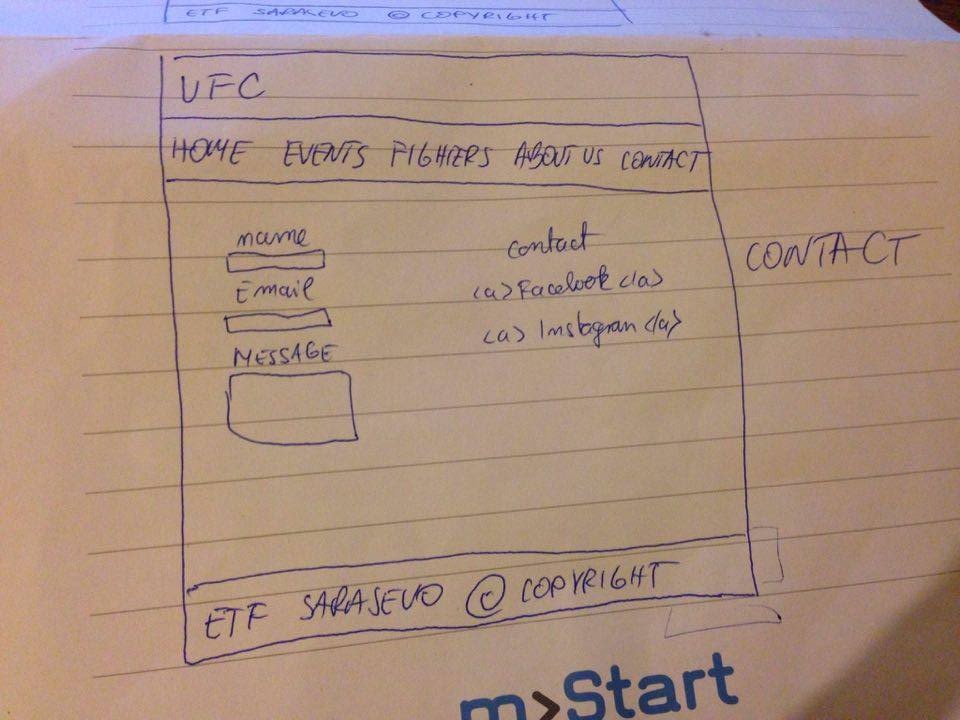 ETF SARAJEVO © COPYRIGHT
UFC
HOME EVENTS FIGHTERS ABOUT US CONTACT
name
contact
CONTACT
Email
<a>Facebook</a>
<a> Instagran</a>
MESSAGE
ETF SARAJEVO © COPYRIGHT
m>Start